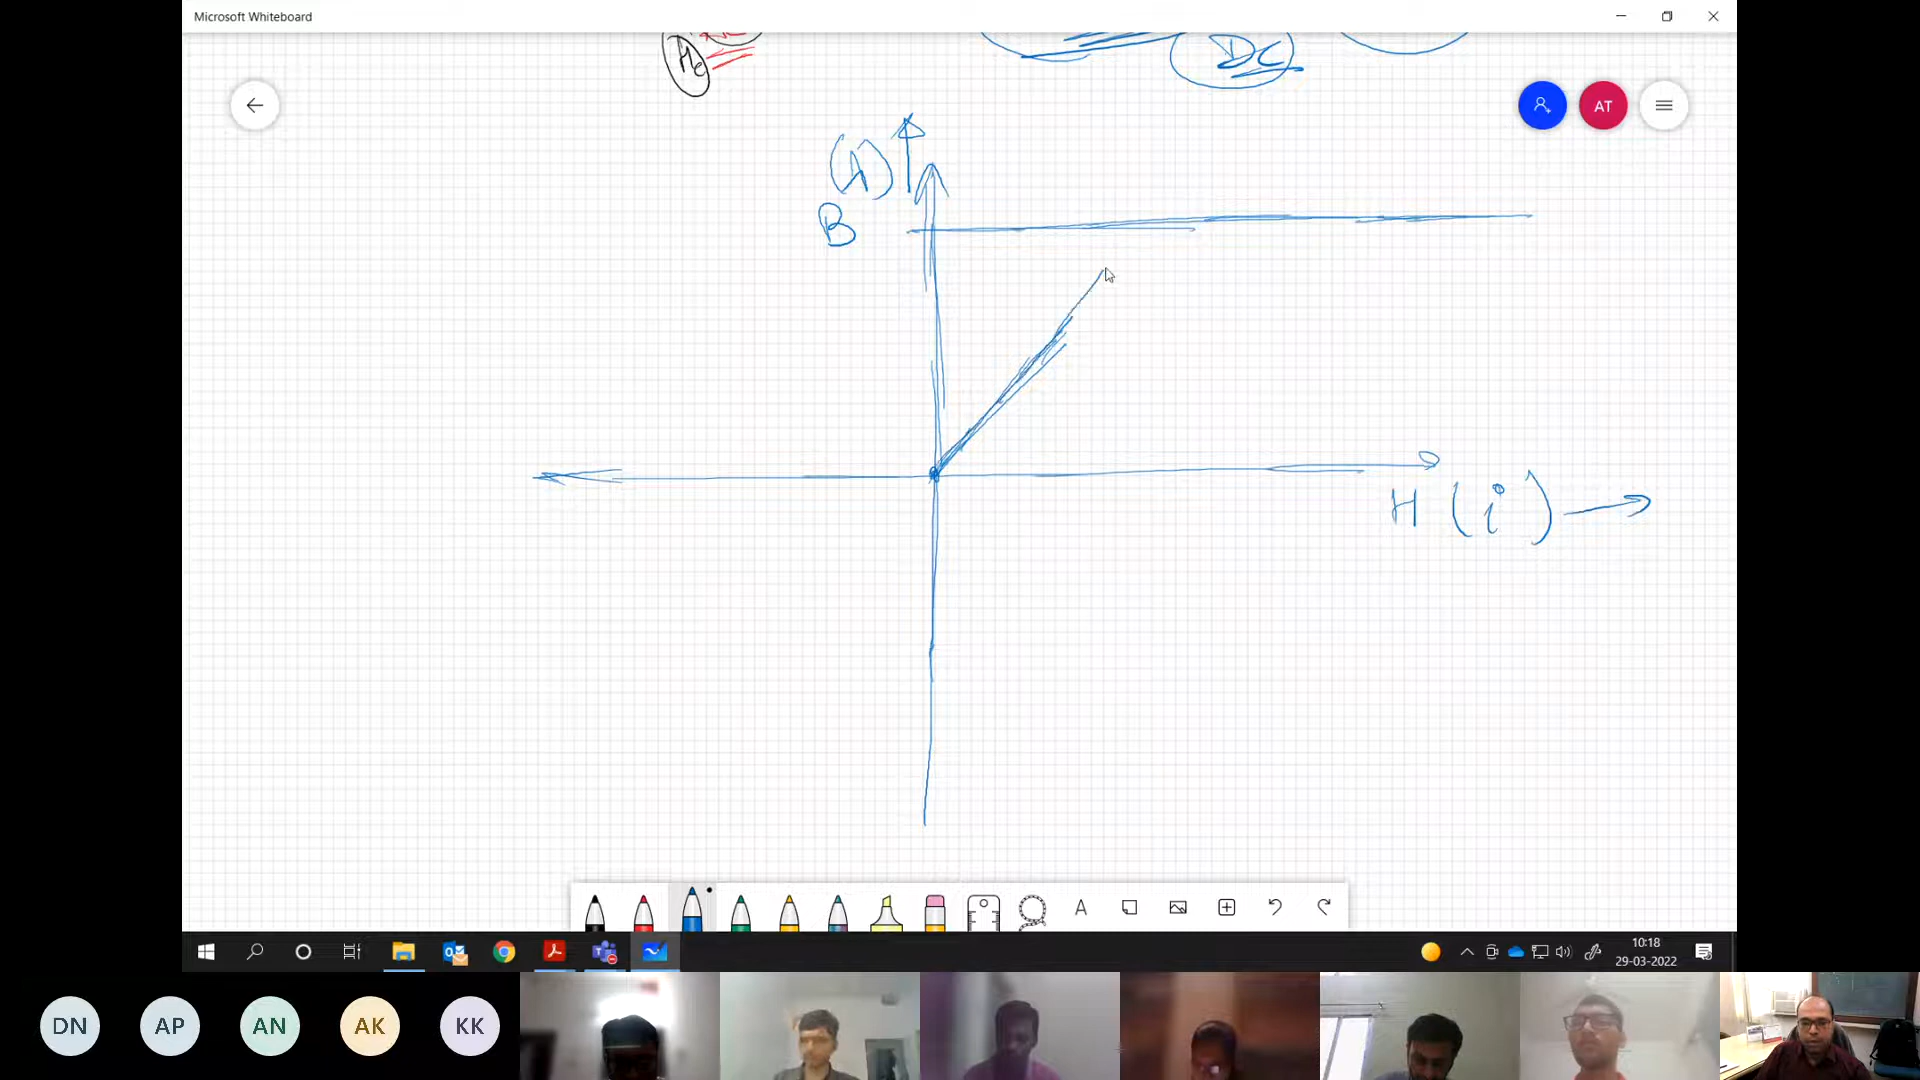 Microsoft Whiteboard
DC
AT
(λ)
B
H (i)
A
10:18
29-03-2022
DN
AP
AN
AK
KK